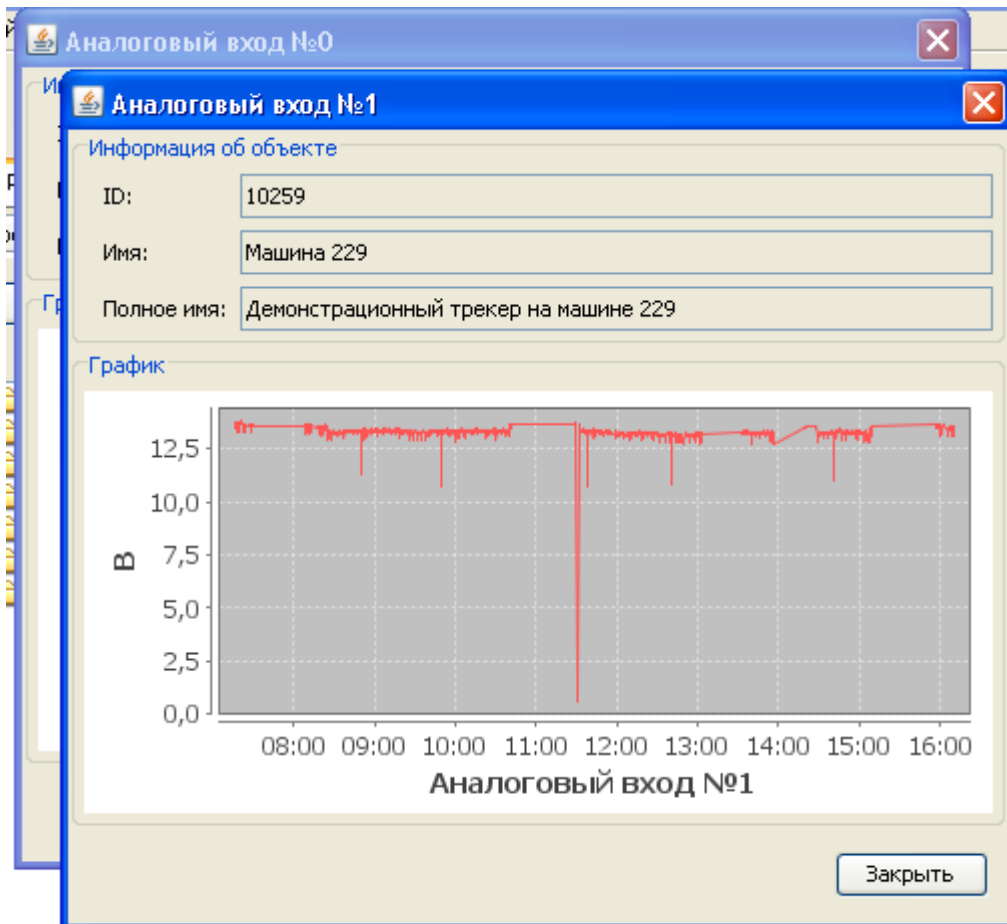 Аналоговый вход №0
Аналоговый вход №1
Информация об объекте
ID:
10259
Имя:
Машина 229
Полное имя:
Демонстрационный трекер на машине 229
График
12,5
10,0
7,5
5,0
2,5
0,0
В
08:00 09:00 10:00 11:00 12:00 13:00 14:00 15:00 16:00
Аналоговый вход №1
Закрыть